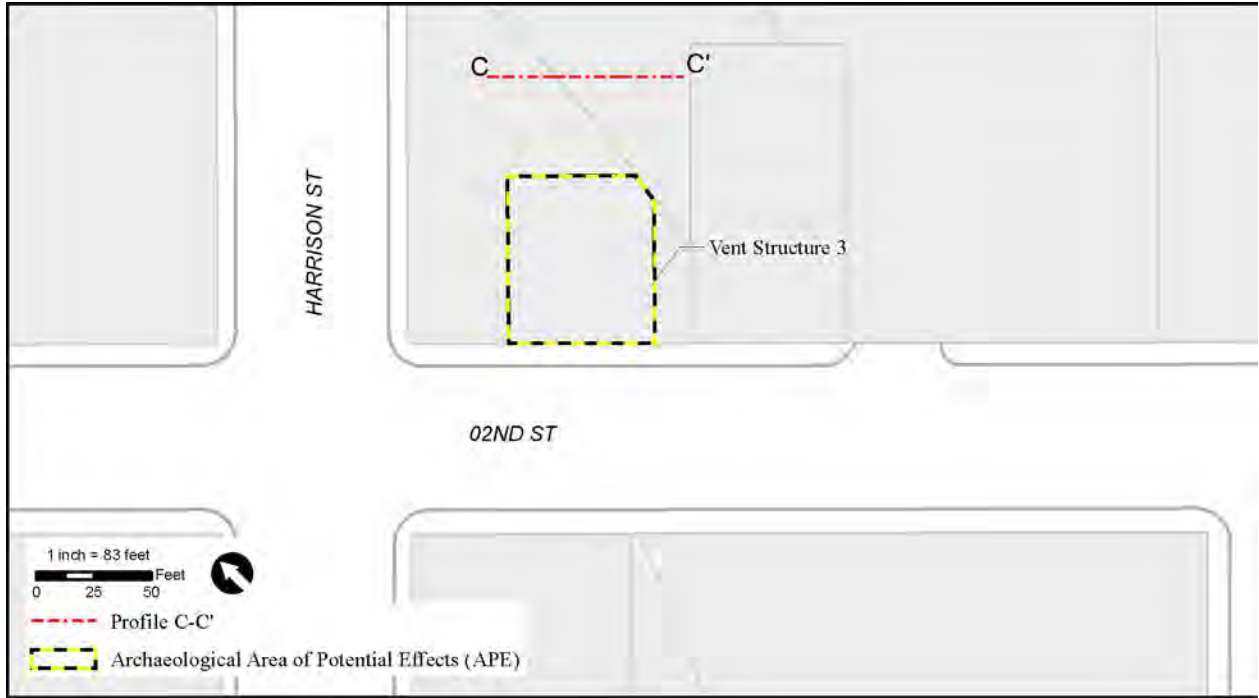 C
C'
HARRISON ST
Vent Structure 3
02ND ST
1 inch = 83 feet
Feet
0 25 50
Profile C-C'
Archaeological Area of Potential Effects (APE)